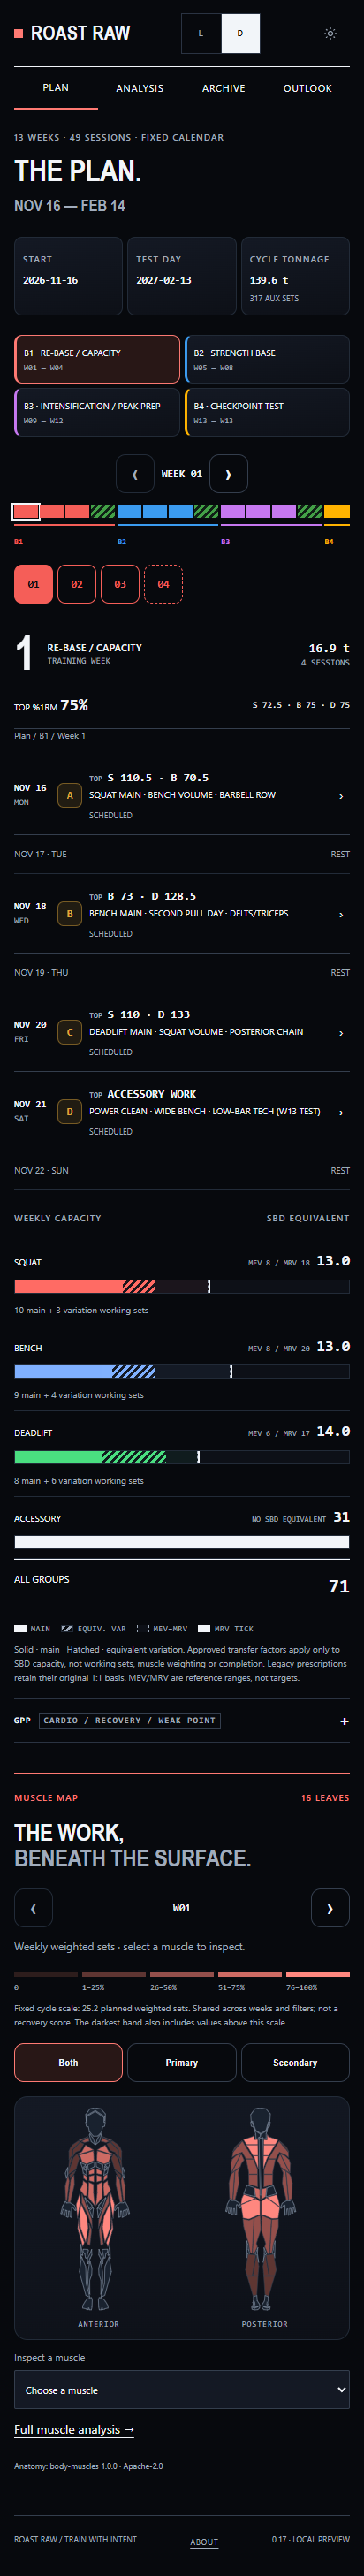 ROAST RAW
L
D
PLAN
ANALYSIS
ARCHIVE
OUTLOOK
13 WEEKS · 49 SESSIONS · FIXED CALENDAR
THE PLAN.
NOV 16 — FEB 14
START
2026-11-16
TEST DAY
2027-02-13
CYCLE TONNAGE
139.6 t
317 AUX SETS
B1 · RE-BASE / CAPACITY
W01 — W04
B2 · STRENGTH BASE
W05 — W08
B3 · INTENSIFICATION / PEAK PREP
W09 — W12
B4 · CHECKPOINT TEST
W13 — W13
‹ WEEK 01 ›
B1
B2
B3
B4
01
02
03
04
1
RE-BASE / CAPACITY
TRAINING WEEK
16.9 t
4 SESSIONS
TOP %1RM 75%
S 72.5 · B 75 · D 75
Plan / B1 / Week 1
NOV 16
MON
A
TOP S 110.5 · B 70.5
SQUAT MAIN · BENCH VOLUME · BARBELL ROW
SCHEDULED
›
NOV 17 · TUE
REST
NOV 18
WED
B
TOP B 73 · D 128.5
BENCH MAIN · SECOND PULL DAY · DELTS/TRICEPS
SCHEDULED
›
NOV 19 · THU
REST
NOV 20
FRI
C
TOP S 110 · D 133
DEADLIFT MAIN · SQUAT VOLUME · POSTERIOR CHAIN
SCHEDULED
›
NOV 21
SAT
D
TOP ACCESSORY WORK
POWER CLEAN · WIDE BENCH · LOW-BAR TECH (W13 TEST)
SCHEDULED
›
NOV 22 · SUN
REST
WEEKLY CAPACITY
SBD EQUIVALENT
SQUAT
MEV 8 / MRV 18 13.0
10 main + 3 variation working sets
BENCH
MEV 8 / MRV 20 13.0
9 main + 4 variation working sets
DEADLIFT
MEV 6 / MRV 17 14.0
8 main + 6 variation working sets
ACCESSORY
NO SBD EQUIVALENT 31
ALL GROUPS
71
MAIN
EQUIV. VAR
MEV–MRV
MRV TICK
Solid · main Hatched · equivalent variation. Approved transfer factors apply only to
SBD capacity, not working sets, muscle weighting or completion. Legacy prescriptions
retain their original 1:1 basis. MEV/MRV are reference ranges, not targets.
GPP
CARDIO / RECOVERY / WEAK POINT
+
MUSCLE MAP
16 LEAVES
THE WORK,
BENEATH THE SURFACE.
‹ W01 ›
Weekly weighted sets · select a muscle to inspect.
0
1–25%
26–50%
51–75%
76–100%
Fixed cycle scale: 25.2 planned weighted sets. Shared across weeks and filters; not a
recovery score. The darkest band also includes values above this scale.
Both
Primary
Secondary
ANTERIOR
POSTERIOR
Inspect a muscle
Choose a muscle
Full muscle analysis →
Anatomy: body-muscles 1.0.0 · Apache-2.0
ROAST RAW / TRAIN WITH INTENT
ABOUT
0.17 · LOCAL PREVIEW